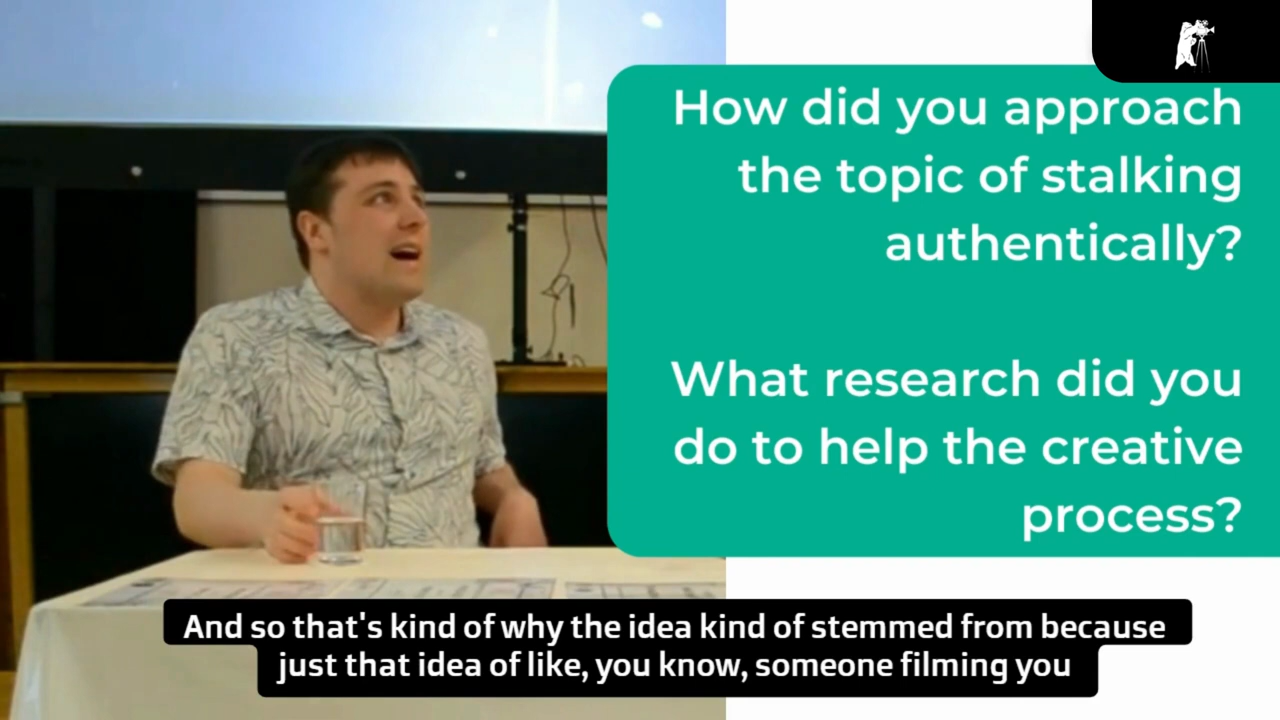 How did you approach
the topic of stalking
authentically?
What research did you
do to help the creative
process?
And so that's kind of why the idea kind of stemmed from because
just that idea of like, you know, someone filming you